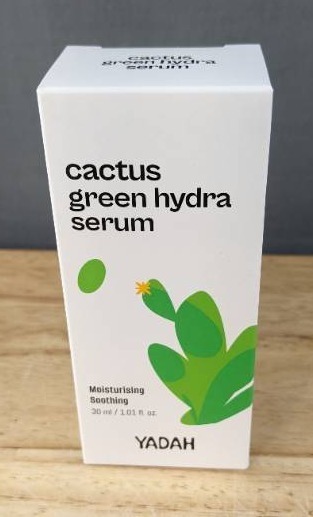 cactus
green hydra
serum
cactus
green hydra
serum
Moisturising
Soothing
30 ml / 1.01 fl. oz.
YADAH